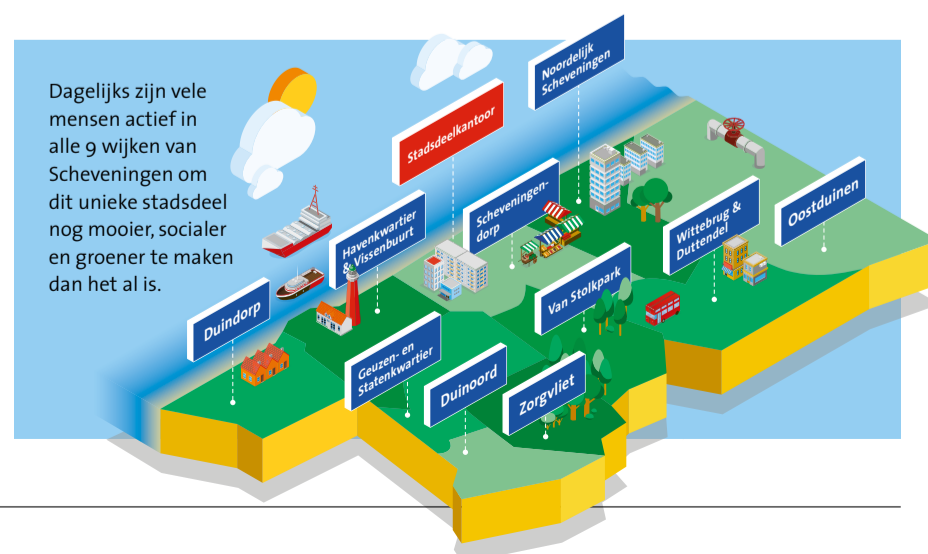 Dagelijks zijn vele
mensen actief in
alle 9 wijken van
Scheveningen om
dit unieke stadsdeel
nog mooier, socialer
en groener te maken
dan het al is.
Noordelijk
Scheveningen
Stadsdeelkantoor
Scheveningen-
dorp
Havenkwartier
& Vissenbuurt
Wittebrug &
Duttendel
Oostduinen
Van Stolkpark
Duindorp
Geuzen- en
Statenkwartier
Duinoord
Zorgvliet